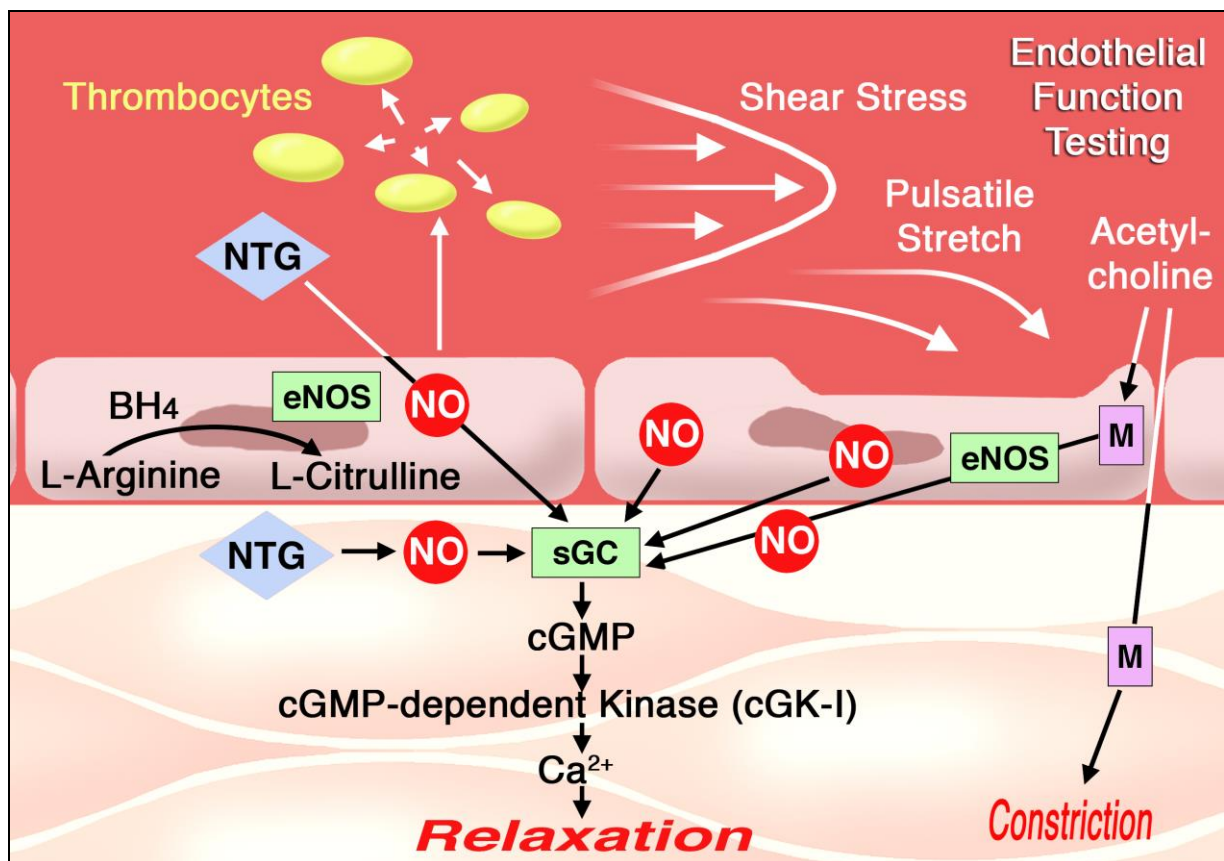 Thrombocytes
Shear Stress
Endothelial
Function
Testing
Pulsatile
Stretch
Acetyl-
choline
NTG
BH4
eNOS
NO
L-Arginine
L-Citrulline
NO
NO
eNOS
M
NTG
NO
sGC
NO
cGMP
M
cGMP-dependent Kinase (cGK-I)
Ca²⁺
Relaxation
Constriction